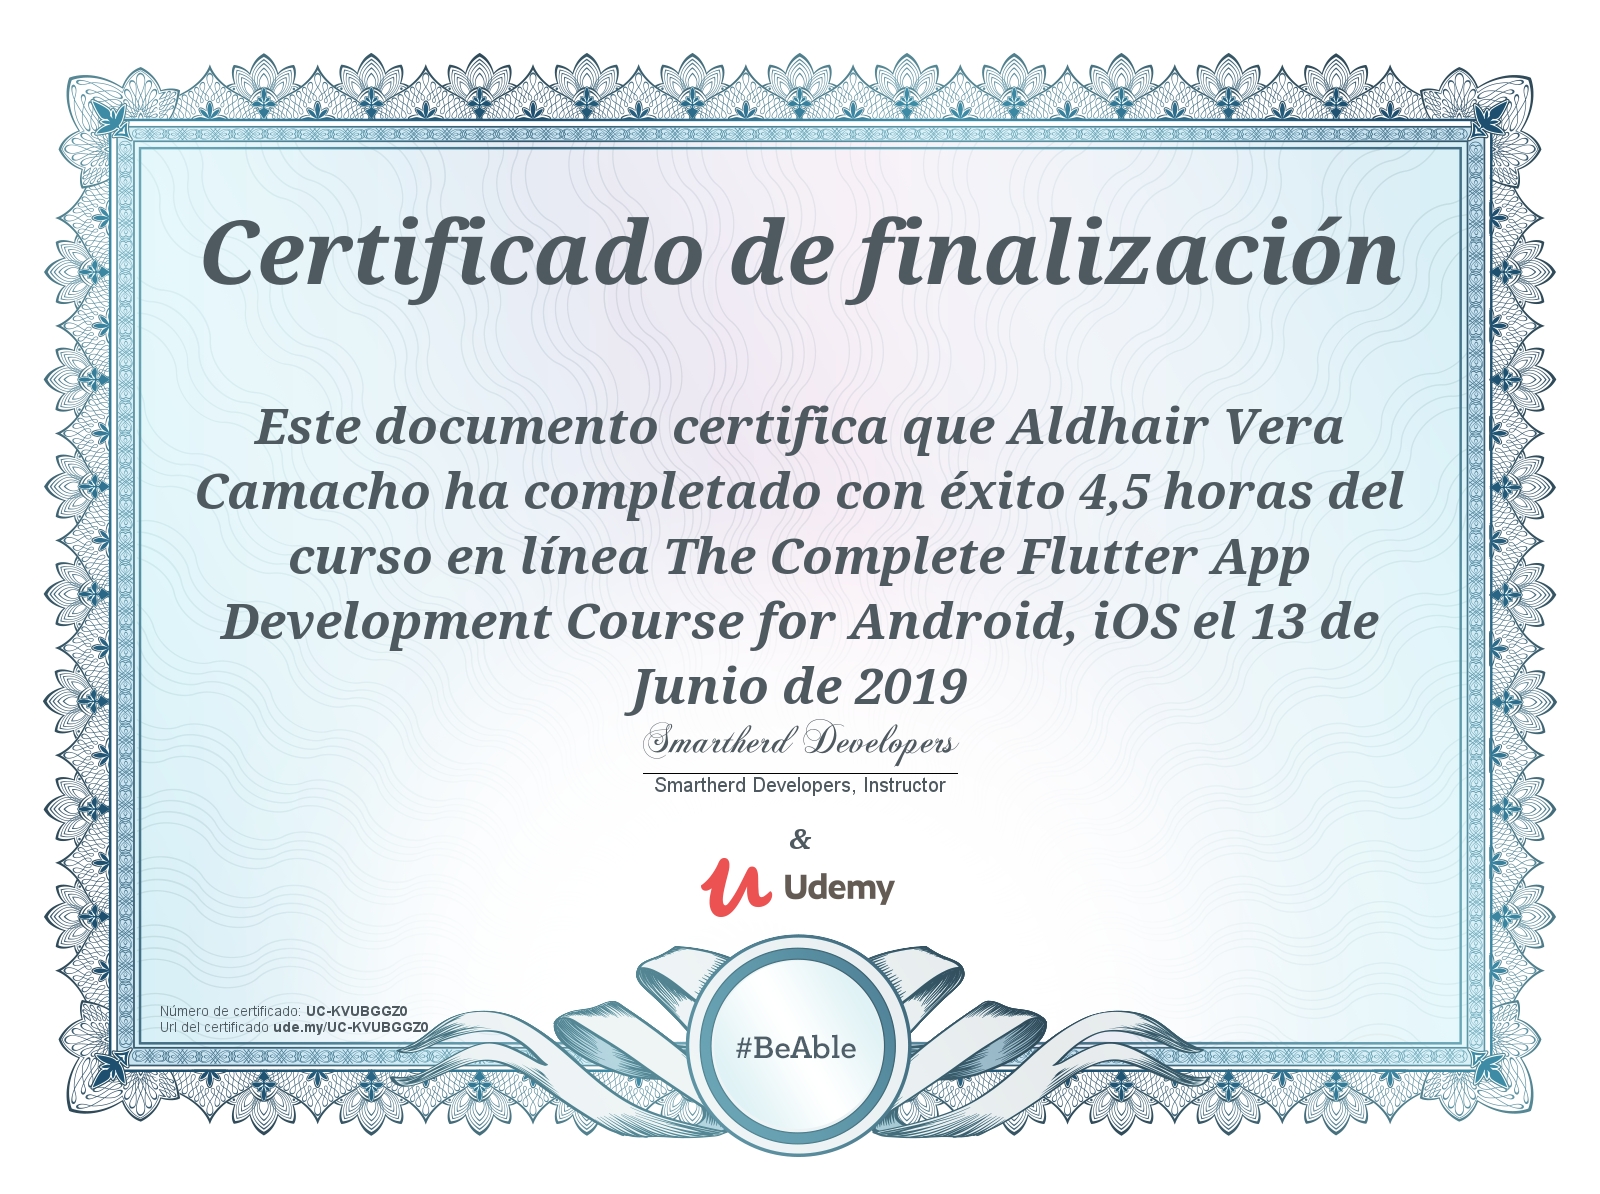 Certificado de finalización
Este documento certifica que Aldhair Vera
Camacho ha completado con éxito 4,5 horas del
curso en línea The Complete Flutter App
Development Course for Android, iOS el 13 de
Junio de 2019
Smartherd Developers
Smartherd Developers, Instructor
&
Udemy
Número de certificado: UC-KVUBGGZ0
Url del certificado ude.my/UC-KVUBGGZ0
#BeAble